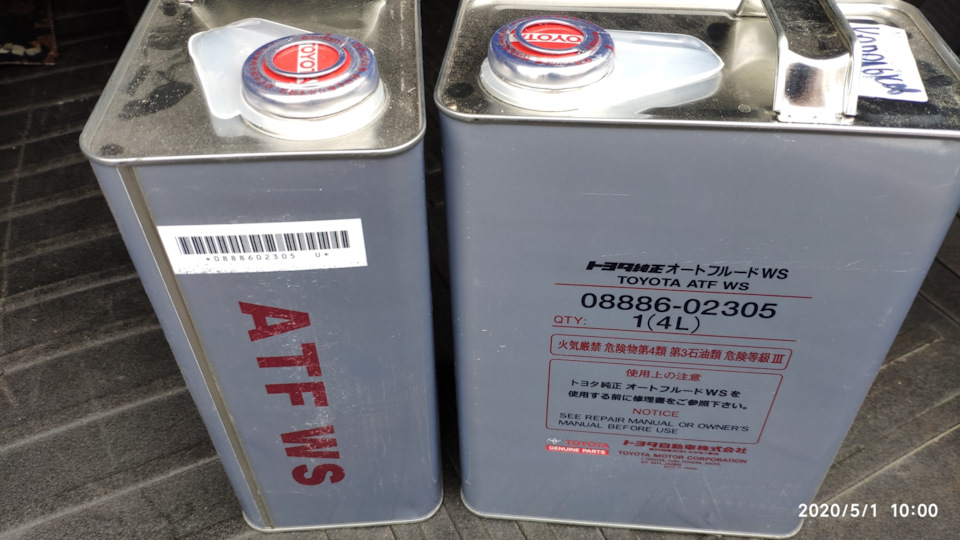 TOYO
TOYO
*0888602305 U*
ATF WS
トヨタ純正 オートフルードWS
TOYOTA ATF WS
08886-02305
QTY: 1(4L)
火気厳禁 危険物第4類 第3石油類 危険等級Ⅲ
使用上の注意
トヨタ純正 オートフルードWSを
使用する前に修理書をご参照下さい。
NOTICE
SEE REPAIR MANUAL OR OWNER'S
MANUAL BEFORE USE
TOYOTA
GENUINE PARTS
トヨタ自動車株式会社
TOYOTA MOTOR CORPORATION
2020/5/1 10:00